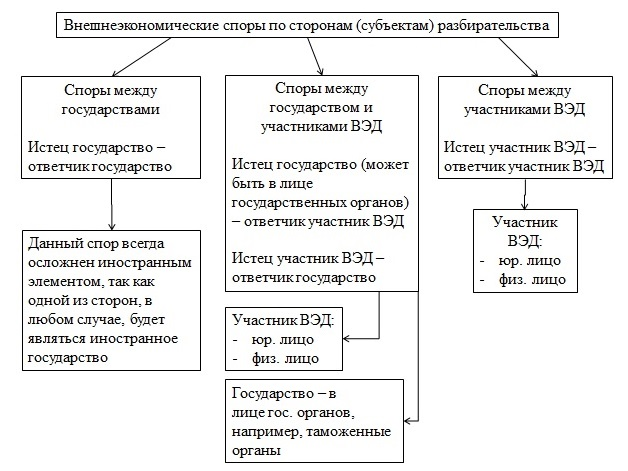 Внешнеэкономические споры по сторонам (субъектам) разбирательства
Споры между
государствами
Истец государство –
ответчик государство
Данный спор всегда
осложнен иностранным
элементом, так как
одной из сторон, в
любом случае, будет
являться иностранное
государство
Споры между
государством и
участниками ВЭД
Истец государство (может
быть в лице
государственных органов)
– ответчик участник ВЭД
Истец участник ВЭД –
ответчик государство
Участник ВЭД:
- юр. лицо
- физ. лицо
Государство – в
лице гос. органов,
например, таможенные
органы
Споры между
участниками ВЭД
Истец участник ВЭД –
ответчик участник ВЭД
Участник
ВЭД:
- юр. лицо
- физ. лицо